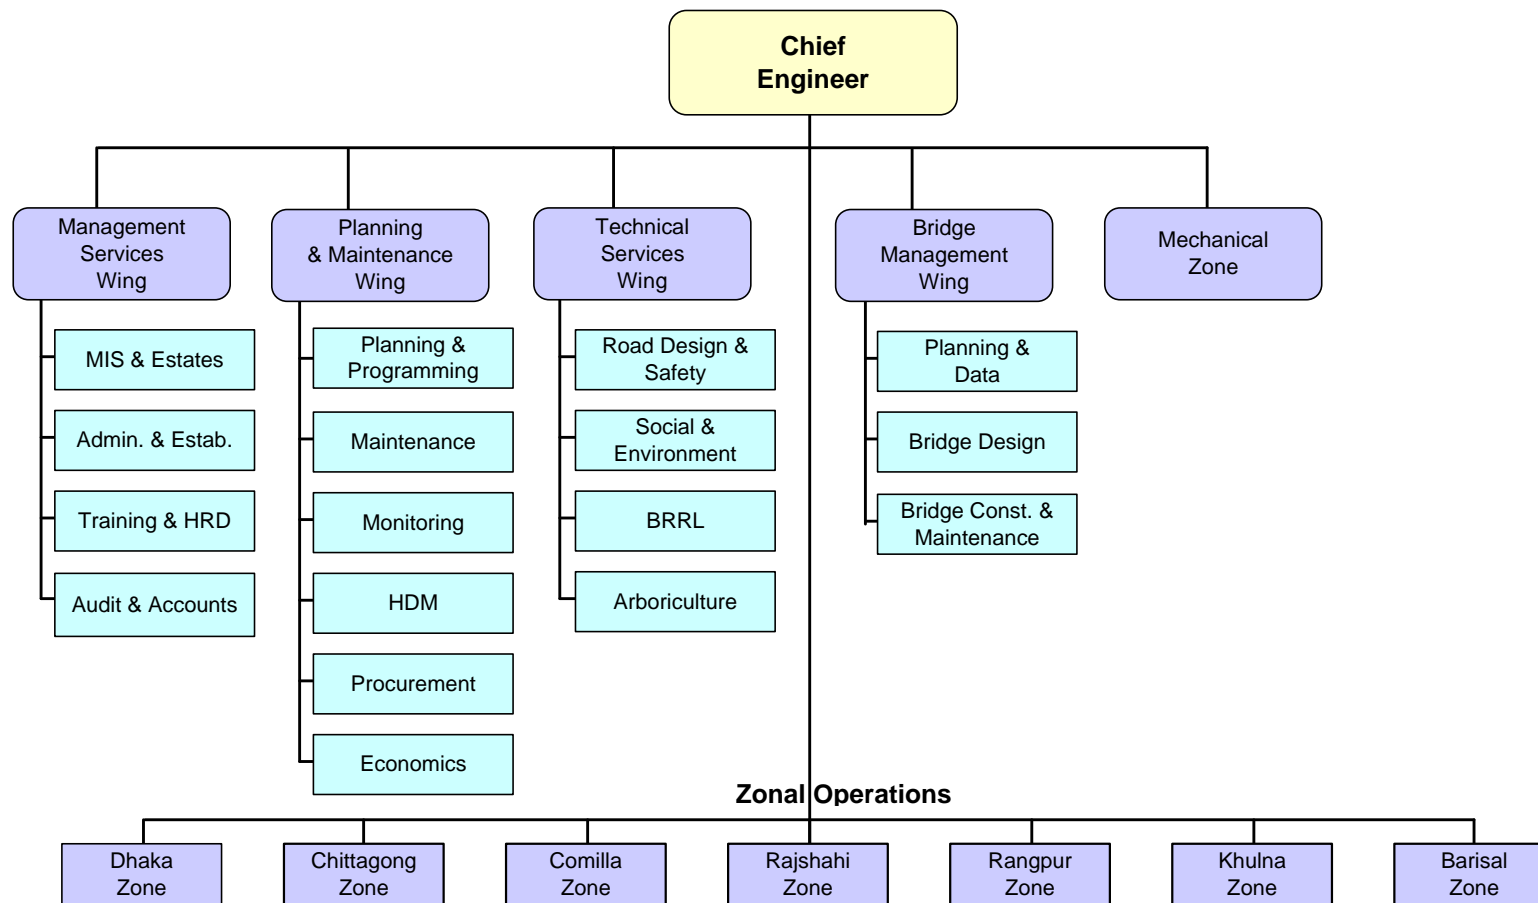 Chief
Engineer
Management
Services
Wing
Planning
& Maintenance
Wing
Technical
Services
Wing
Bridge
Management
Wing
Mechanical
Zone
MIS & Estates
Admin. & Estab.
Training & HRD
Audit & Accounts
Planning &
Programming
Maintenance
Monitoring
HDM
Procurement
Economics
Road Design &
Safety
Social &
Environment
BRRL
Arboriculture
Planning &
Data
Bridge Design
Bridge Const. &
Maintenance
Zonal Operations
Dhaka
Zone
Chittagong
Zone
Comilla
Zone
Rajshahi
Zone
Rangpur
Zone
Khulna
Zone
Barisal
Zone